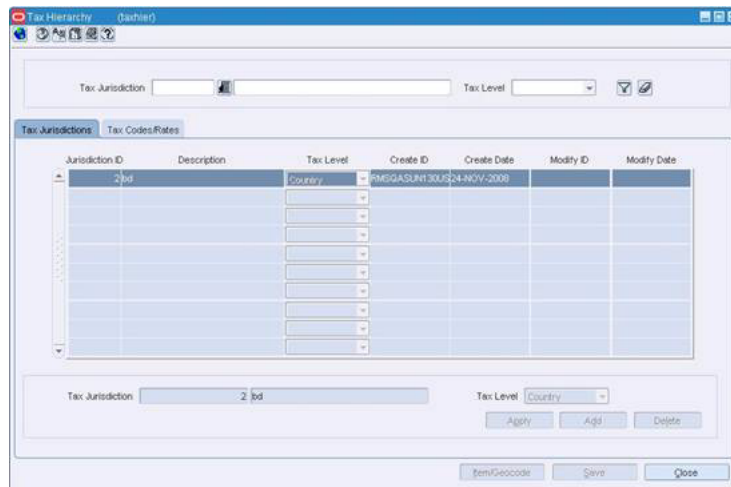 Tax Hierarchy (taxhier)
Tax Jurisdiction Tax Level
Tax Jurisdictions Tax Codes/Rates
Jurisdiction ID Description Tax Level Create ID Create Date Modify ID Modify Date
2 bd Country RMSGASUN130US 24-NOV-2008
Tax Jurisdiction 2 bd Tax Level Country
Apply Add Delete
Item/Geocode Save Close